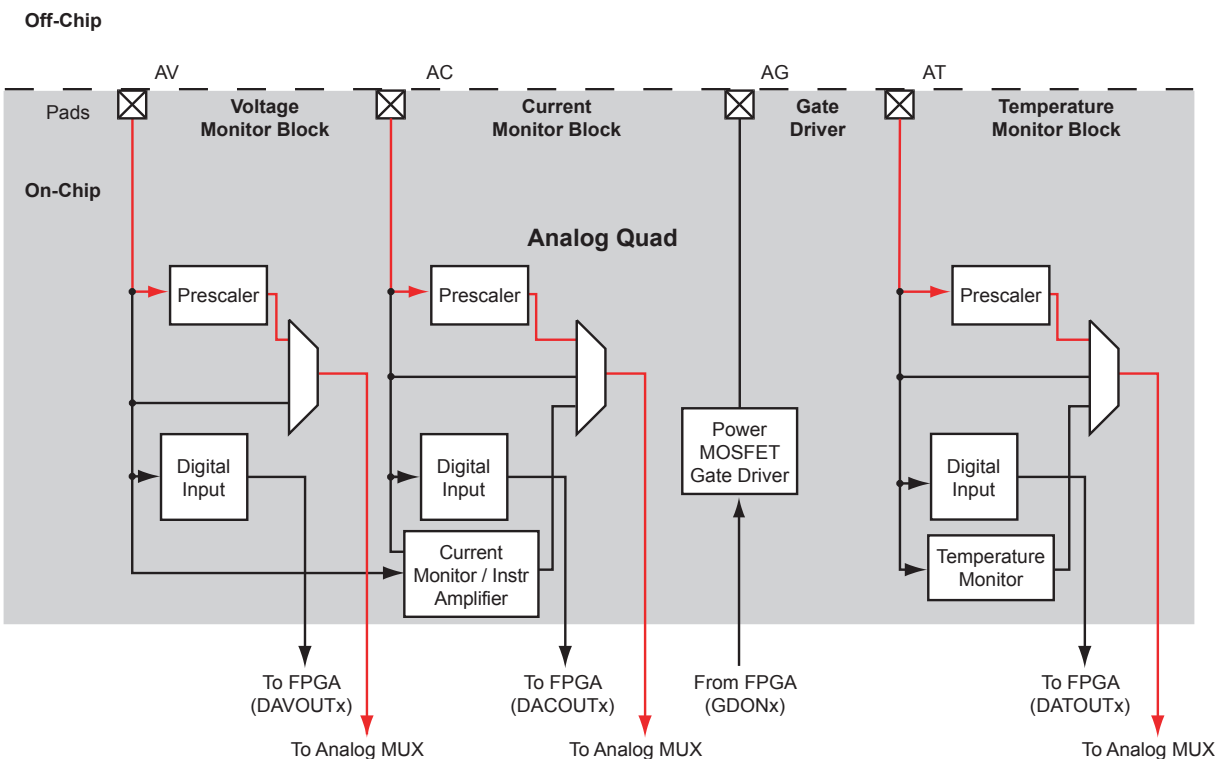 Off-Chip
AV
AC
AG
AT
Pads
Voltage
Monitor Block
Current
Monitor Block
Gate
Driver
Temperature
Monitor Block
On-Chip
Analog Quad
Prescaler
Prescaler
Prescaler
Power
MOSFET
Gate Driver
Digital
Input
Digital
Input
Digital
Input
Current
Monitor / Instr
Amplifier
Temperature
Monitor
To FPGA
(DAVOUTx)
To FPGA
(DACOUTx)
From FPGA
(GDONx)
To FPGA
(DATOUTx)
To Analog MUX
To Analog MUX
To Analog MUX